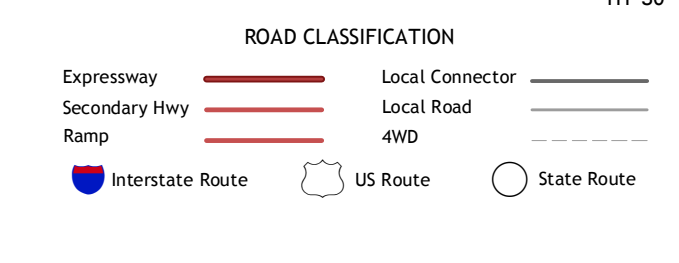 ROAD CLASSIFICATION
Expressway
Local Connector
Secondary Hwy
Local Road
Ramp
4WD
Interstate Route
US Route
State Route